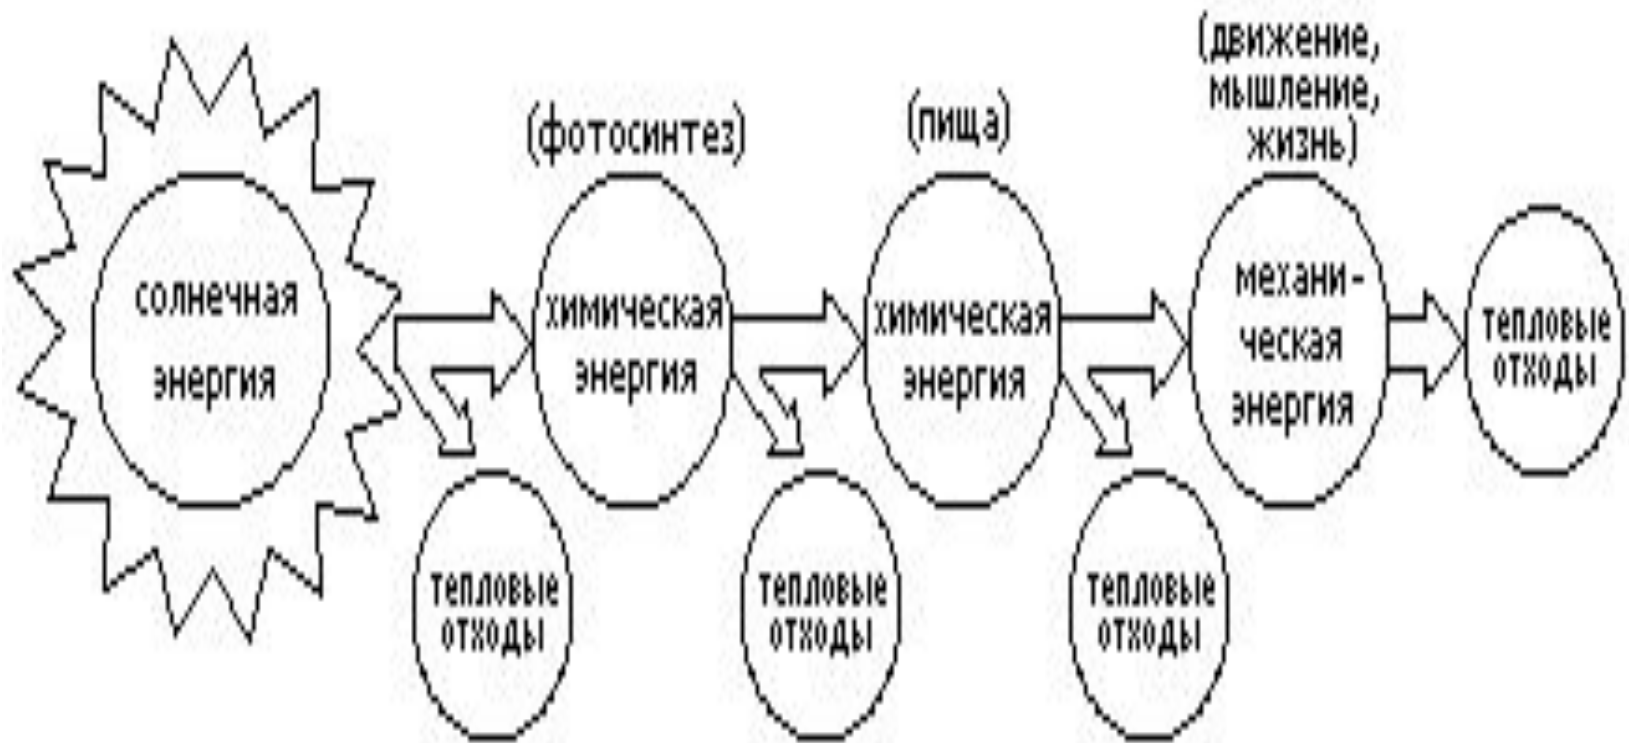 (движение,
мышление,
жизнь)
(фотосинтез)
(пища)
солнечная
энергия
химическая
энергия
химическая
энергия
механи-
ческая
энергия
тепловые
отходы
тепловые
отходы
тепловые
отходы
тепловые
отходы